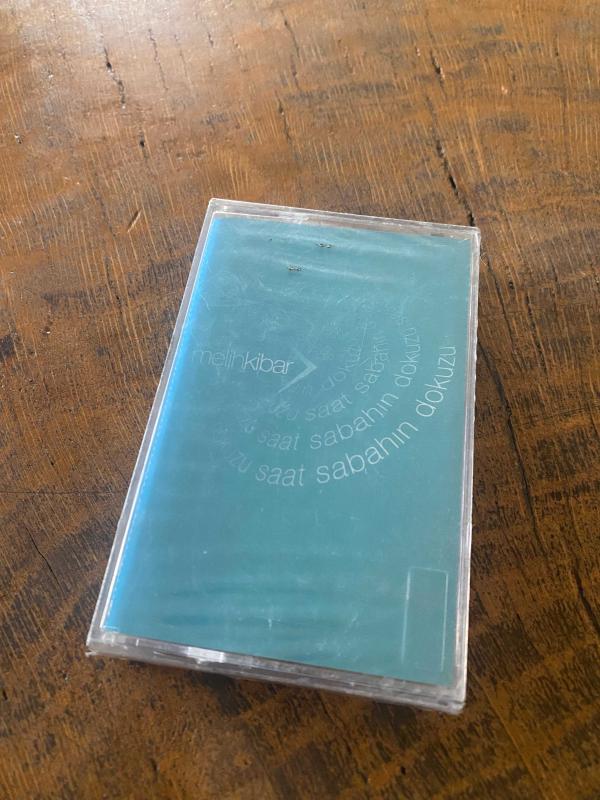 melihkibar
saat sabahın dokuzu
saat sabahın dokuzu
saat sabahın
dokuzu